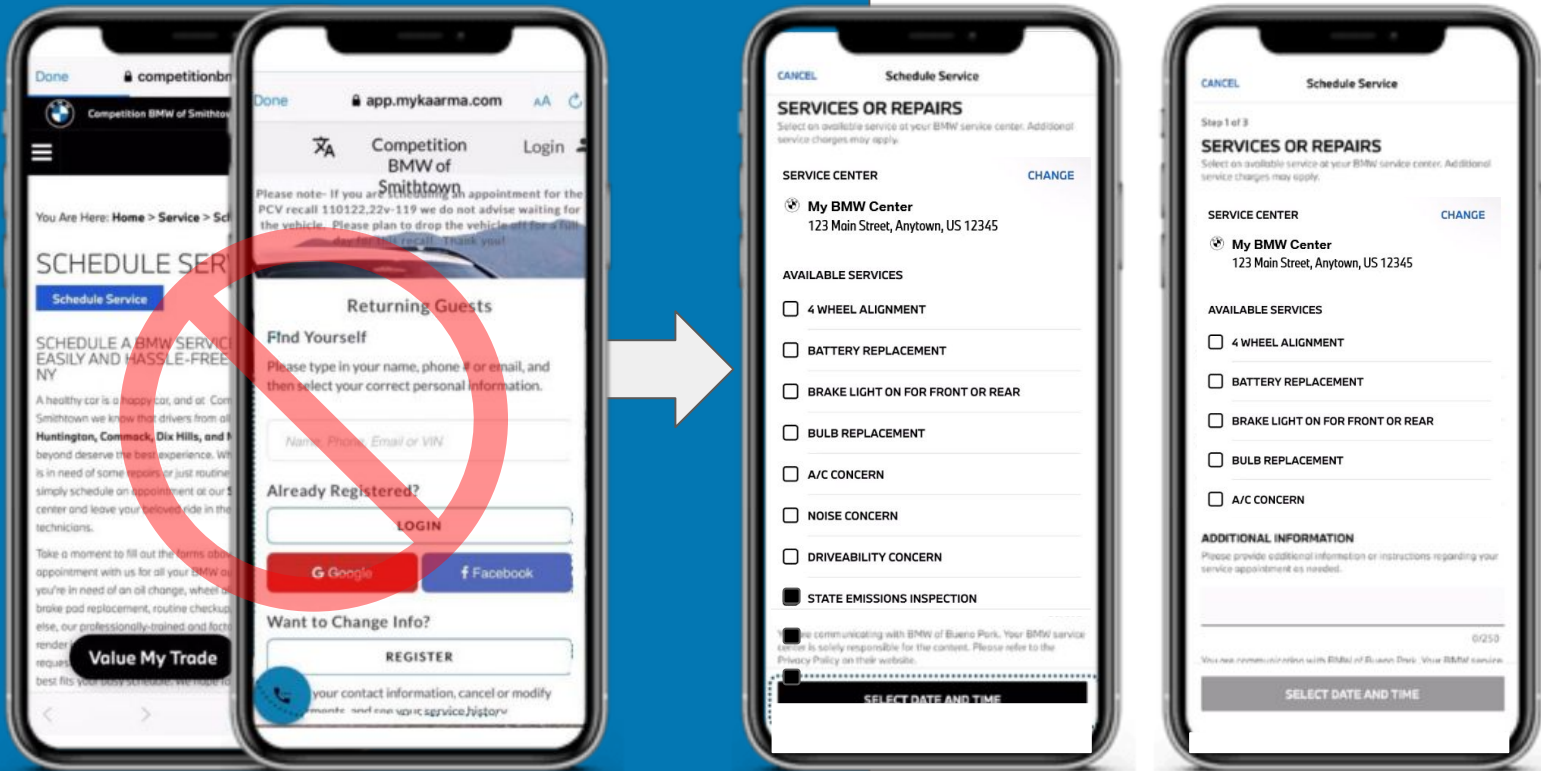 Done
competitionbm
Competition BMW of Smithtow
You Are Here: Home > Service > Sch
SCHEDULE SER
Schedule Service
SCHEDULE A BMW SERVIC
EASILY AND HASSLE-FREE
NY
A healthy car is a happy car, and at Com
Smithtown we know that drivers from all
Huntington, Commack, Dix Hills, and
beyond deserve the best experience. Wh
is in need of some repairs or just routine
simply schedule an appointment at our
center and leave your beloved ride in the
technicians.
Take a moment to fill out the forms abo
appointment with us for all your BMW
you're in need of an oil change, wheel al
brake pad replacement, routine checkup,
else, our professionally-trained and facto
render
Value My Trade
reques
best fits your busy schedule. We hope to
Done
app.mykaarma.com
AA
Competition
BMW of
Smithtown
Login
Please note- If you are scheduling an appointment for the
PCV recall 110122,22v-119 we do not advise waiting for
the vehicle. Please plan to drop the vehicle off for a full
day for this recall. Thank you!
Returning Guests
Find Yourself
Please type in your name, phone # or email, and
then select your correct personal information.
Name, Phone, Email or VIN
Already Registered?
LOGIN
G Google
f Facebook
Want to Change Info?
REGISTER
your contact information, cancel or modify
ments, and see your service history
CANCEL
Schedule Service
SERVICES OR REPAIRS
Select an available service at your BMW service center. Additional
service charges may apply.
SERVICE CENTER
CHANGE
My BMW Center
123 Main Street, Anytown, US 12345
AVAILABLE SERVICES
4 WHEEL ALIGNMENT
BATTERY REPLACEMENT
BRAKE LIGHT ON FOR FRONT OR REAR
BULB REPLACEMENT
A/C CONCERN
NOISE CONCERN
DRIVEABILITY CONCERN
STATE EMISSIONS INSPECTION
are communicating with BMW of Buena Park. Your BMW service
center is solely responsible for the content. Please refer to the
Privacy Policy on their website.
SELECT DATE AND TIME
CANCEL
Schedule Service
Step 1 of 3
SERVICES OR REPAIRS
Select an available service at your BMW service center. Additional
service charges may apply.
SERVICE CENTER
CHANGE
My BMW Center
123 Main Street, Anytown, US 12345
AVAILABLE SERVICES
4 WHEEL ALIGNMENT
BATTERY REPLACEMENT
BRAKE LIGHT ON FOR FRONT OR REAR
BULB REPLACEMENT
A/C CONCERN
ADDITIONAL INFORMATION
Please provide additional information or instructions regarding your
service appointment as needed.
0/250
You are communicating with BMW of Buena Park. Your BMW service
SELECT DATE AND TIME